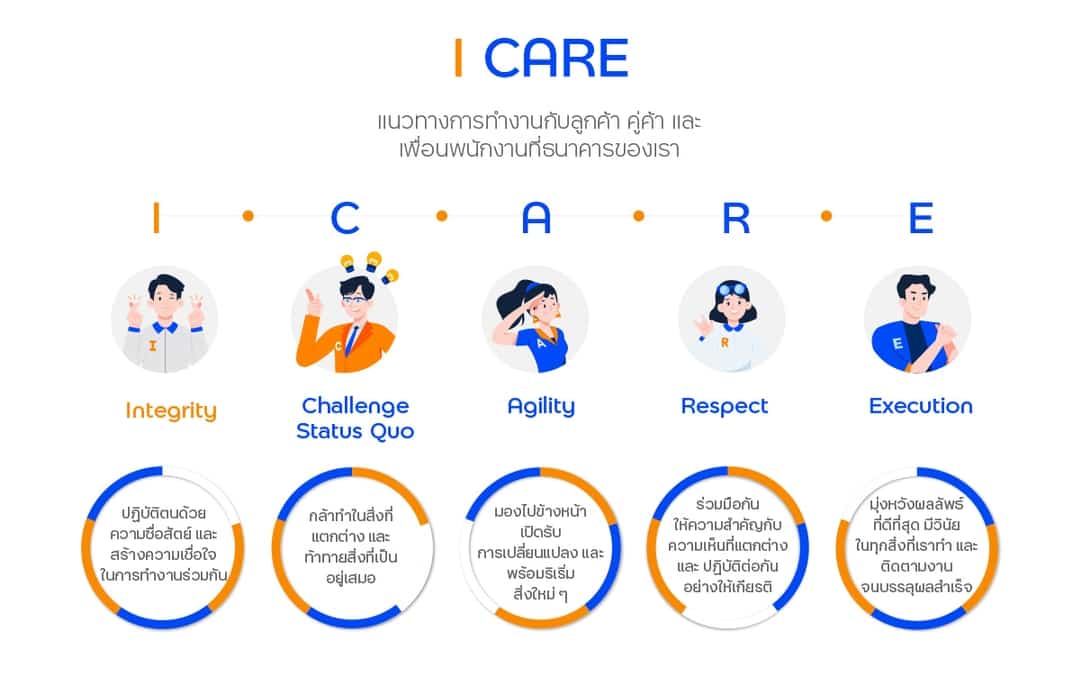 I CARE
แนวทางการทำงานกับลูกค้า คู่ค้า และ
เพื่อนพนักงานที่ธนาคารของเรา
I • C • A • R • E
I
C
A
R
E
Integrity
Challenge
Status Quo
Agility
Respect
Execution
ปฏิบัติตนด้วย
ความซื่อสัตย์ และ
สร้างความเชื่อใจ
ในการทำงานร่วมกัน
กล้าทำในสิ่งที่
แตกต่าง และ
ท้าทายสิ่งที่เป็น
อยู่เสมอ
มองไปข้างหน้า
เปิดรับ
การเปลี่ยนแปลง และ
พร้อมริเริ่ม
สิ่งใหม่ ๆ
ร่วมมือกัน
ให้ความสำคัญกับ
ความเห็นที่แตกต่าง
และ ปฏิบัติต่อกัน
อย่างให้เกียรติ
มุ่งหวังผลลัพธ์
ที่ดีที่สุด มีวินัย
ในทุกสิ่งที่เราทำ และ
ติดตามงาน
จนบรรลุผลสำเร็จ